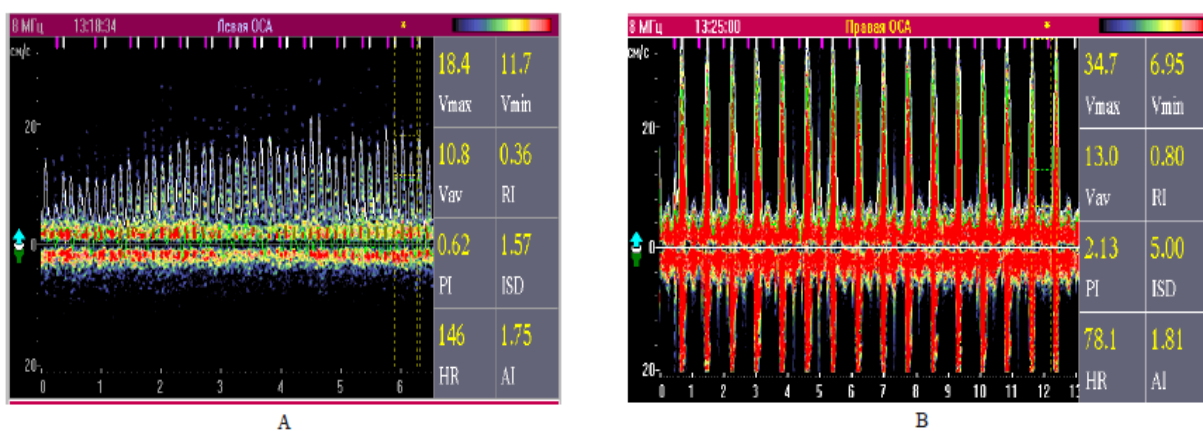 8 МГц 13:18:34 Левая ОСА *
см/с
20
0
20
0 1 2 3 4 5 6
18.4 11.7
Vmax Vmin
10.8 0.36
Vav RI
0.62 1.57
PI ISD
146 1.75
HR AI
A
8 МГц 13:25:00 Правая ОСА *
см/с
20
0
20
0 1 2 3 4 5 6 7 8 9 10 11 12 13
34.7 6.95
Vmax Vmin
13.0 0.80
Vav RI
2.13 5.00
PI ISD
78.1 1.81
HR AI
B